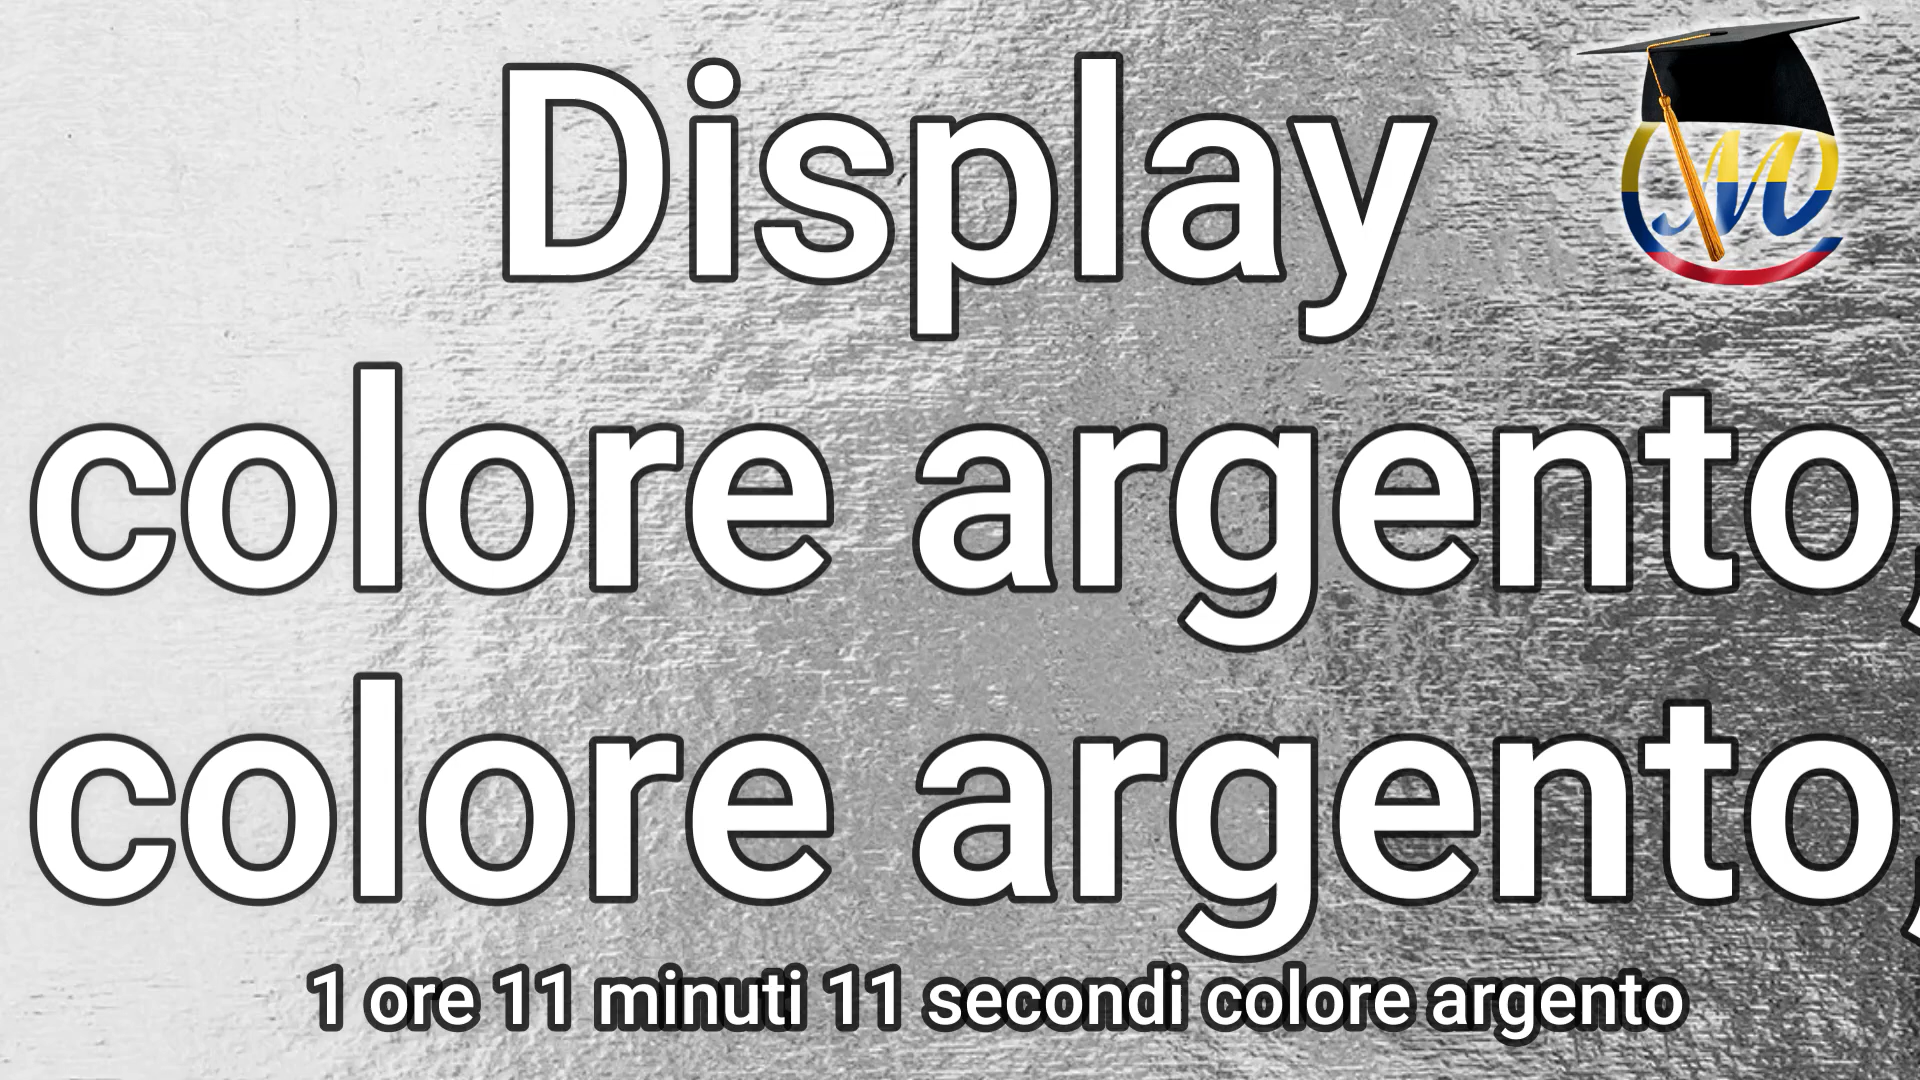 Display
colore argento,
colore argento,
1 ore 11 minuti 11 secondi colore argento
m